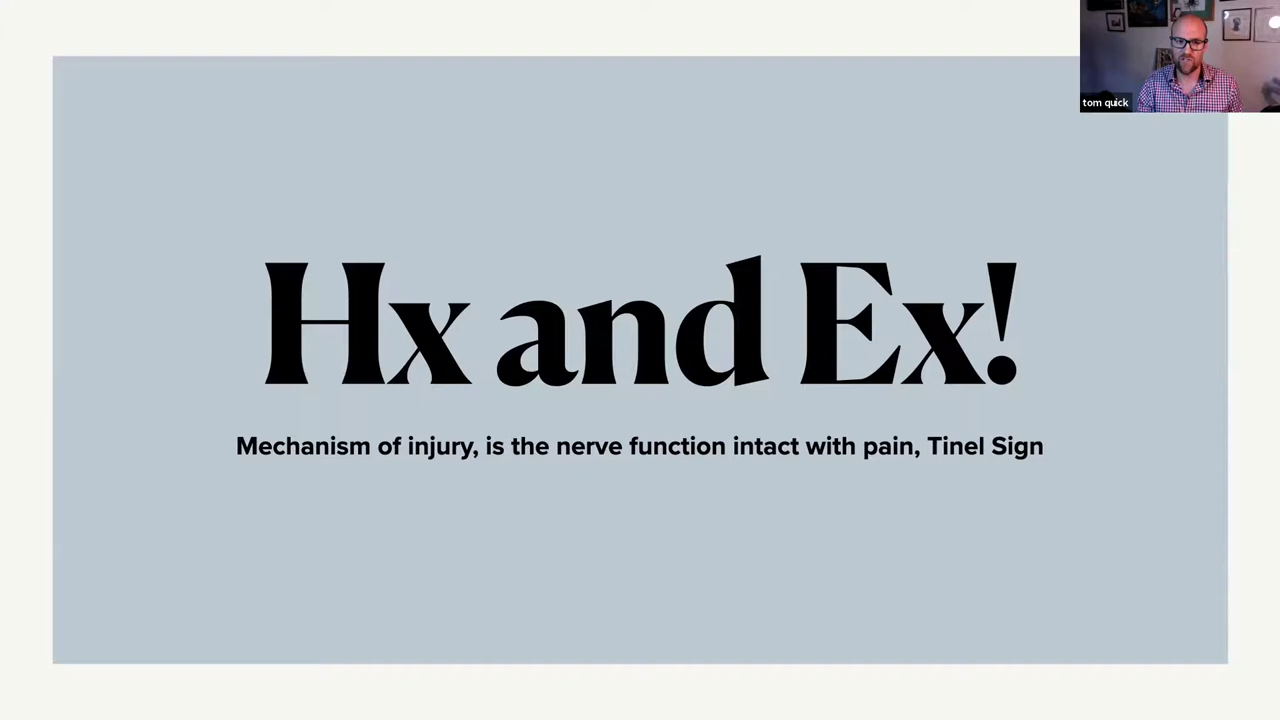 tom quick
Hx and Ex!
Mechanism of injury, is the nerve function intact with pain, Tinel Sign